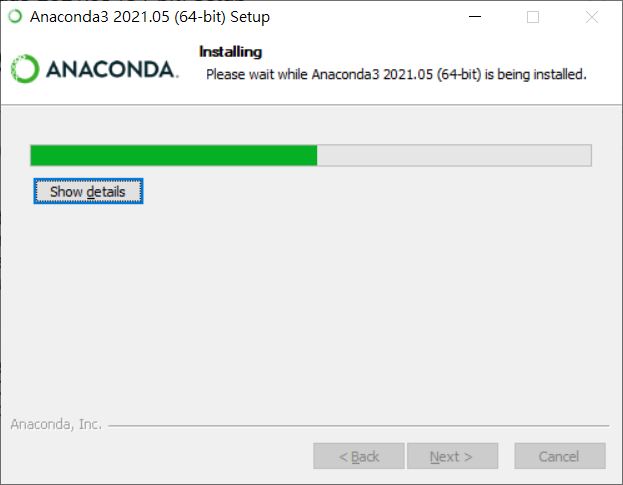 Anaconda3 2021.05 (64-bit) Setup
ANACONDA.
Installing
Please wait while Anaconda3 2021.05 (64-bit) is being installed.
Show details
Anaconda, Inc.
< Back
Next >
Cancel